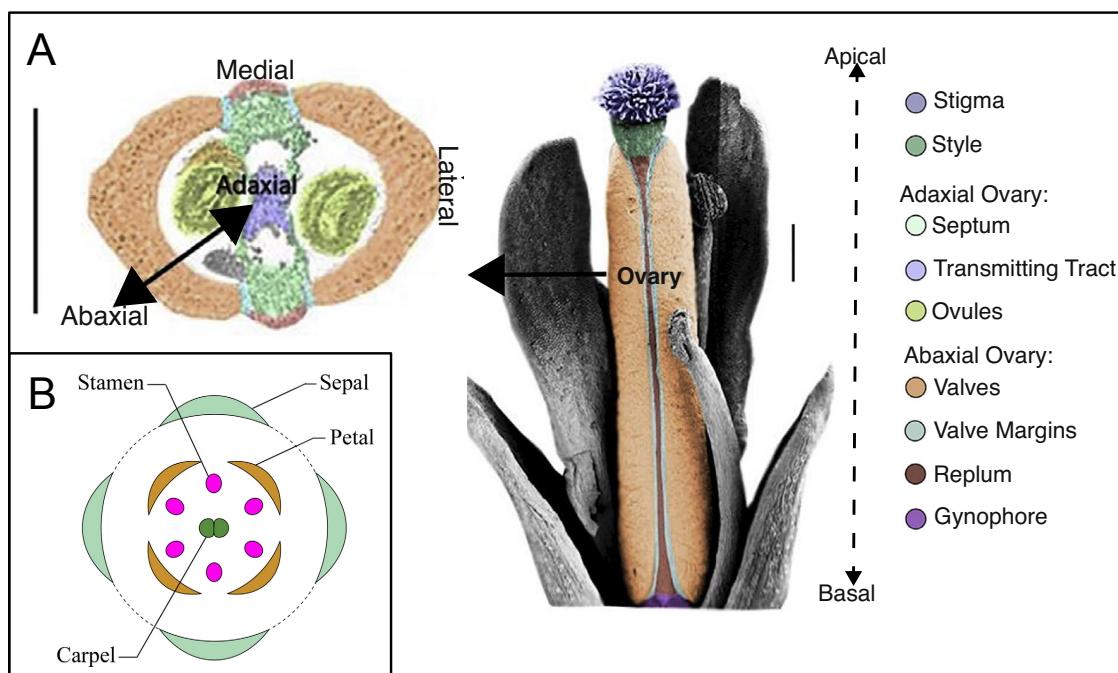 A
Medial
Adaxial
Lateral
Abaxial
Ovary
Apical
Basal
Stigma
Style
Adaxial Ovary:
Septum
Transmitting Tract
Ovules
Abaxial Ovary:
Valves
Valve Margins
Replum
Gynophore
B
Stamen
Sepal
Petal
Carpel